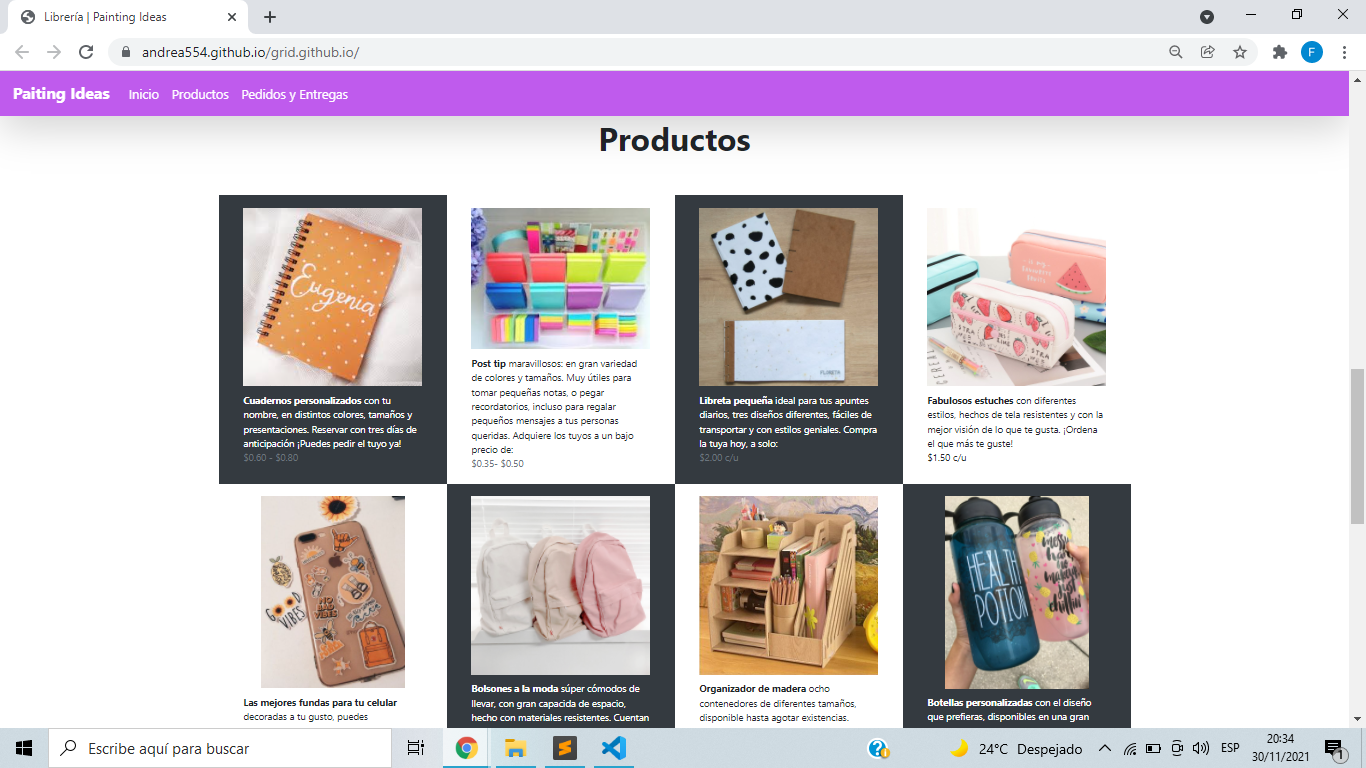 Librería | Painting Ideas
andrea554.github.io/grid.github.io/
F
Paiting Ideas Inicio Productos Pedidos y Entregas
Productos
Eugenia
Cuadernos personalizados con tu
nombre, en distintos colores, tamaños y
presentaciones. Reservar con tres días de
anticipación ¡Puedes pedir el tuyo ya!
$0.60 - $0.80
Post tip maravillosos: en gran variedad
de colores y tamaños. Muy útiles para
tomar pequeñas notas, o pegar
recordatorios, incluso para regalar
pequeños mensajes a tus personas
queridas. Adquiere los tuyos a un bajo
precio de:
$0.35- $0.50
Libreta pequeña ideal para tus apuntes
diarios, tres diseños diferentes, fáciles de
transportar y con estilos geniales. Compra
la tuya hoy, a solo:
$2.00 c/u
Fabulosos estuches con diferentes
estilos, hechos de tela resistentes y con la
mejor visión de lo que te gusta. ¡Ordena
el que más te guste!
$1.50 c/u
GOOD
VIBES
NO
BAD
VIBES
Las mejores fundas para tu celular
decoradas a tu gusto, puedes
Bolsones a la moda súper cómodos de
llevar, con gran capacida de espacio,
hecho con materiales resistentes. Cuentan
Organizador de madera ocho
contenedores de diferentes tamaños,
disponible hasta agotar existencias.
HEALTH
POTION
messy
chillin'
Botellas personalizadas con el diseño
que prefieras, disponibles en una gran
Escribe aquí para buscar
24°C Despejado
ESP
20:34
30/11/2021
1